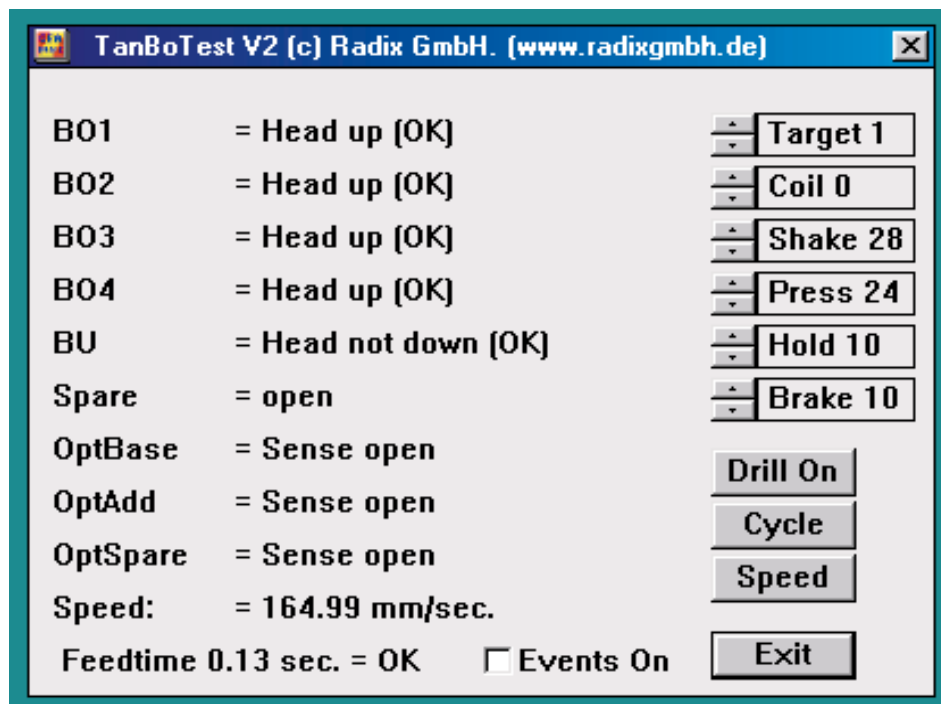 TanBoTest V2 (c) Radix GmbH. (www.radixgmbh.de)
BO1 = Head up (OK) Target 1
BO2 = Head up (OK) Coil 0
BO3 = Head up (OK) Shake 28
BO4 = Head up (OK) Press 24
BU = Head not down (OK) Hold 10
Spare = open Brake 10
OptBase = Sense open
Drill On
OptAdd = Sense open
Cycle
OptSpare = Sense open
Speed
Speed: = 164.99 mm/sec.
Feedtime 0.13 sec. = OK Events On Exit